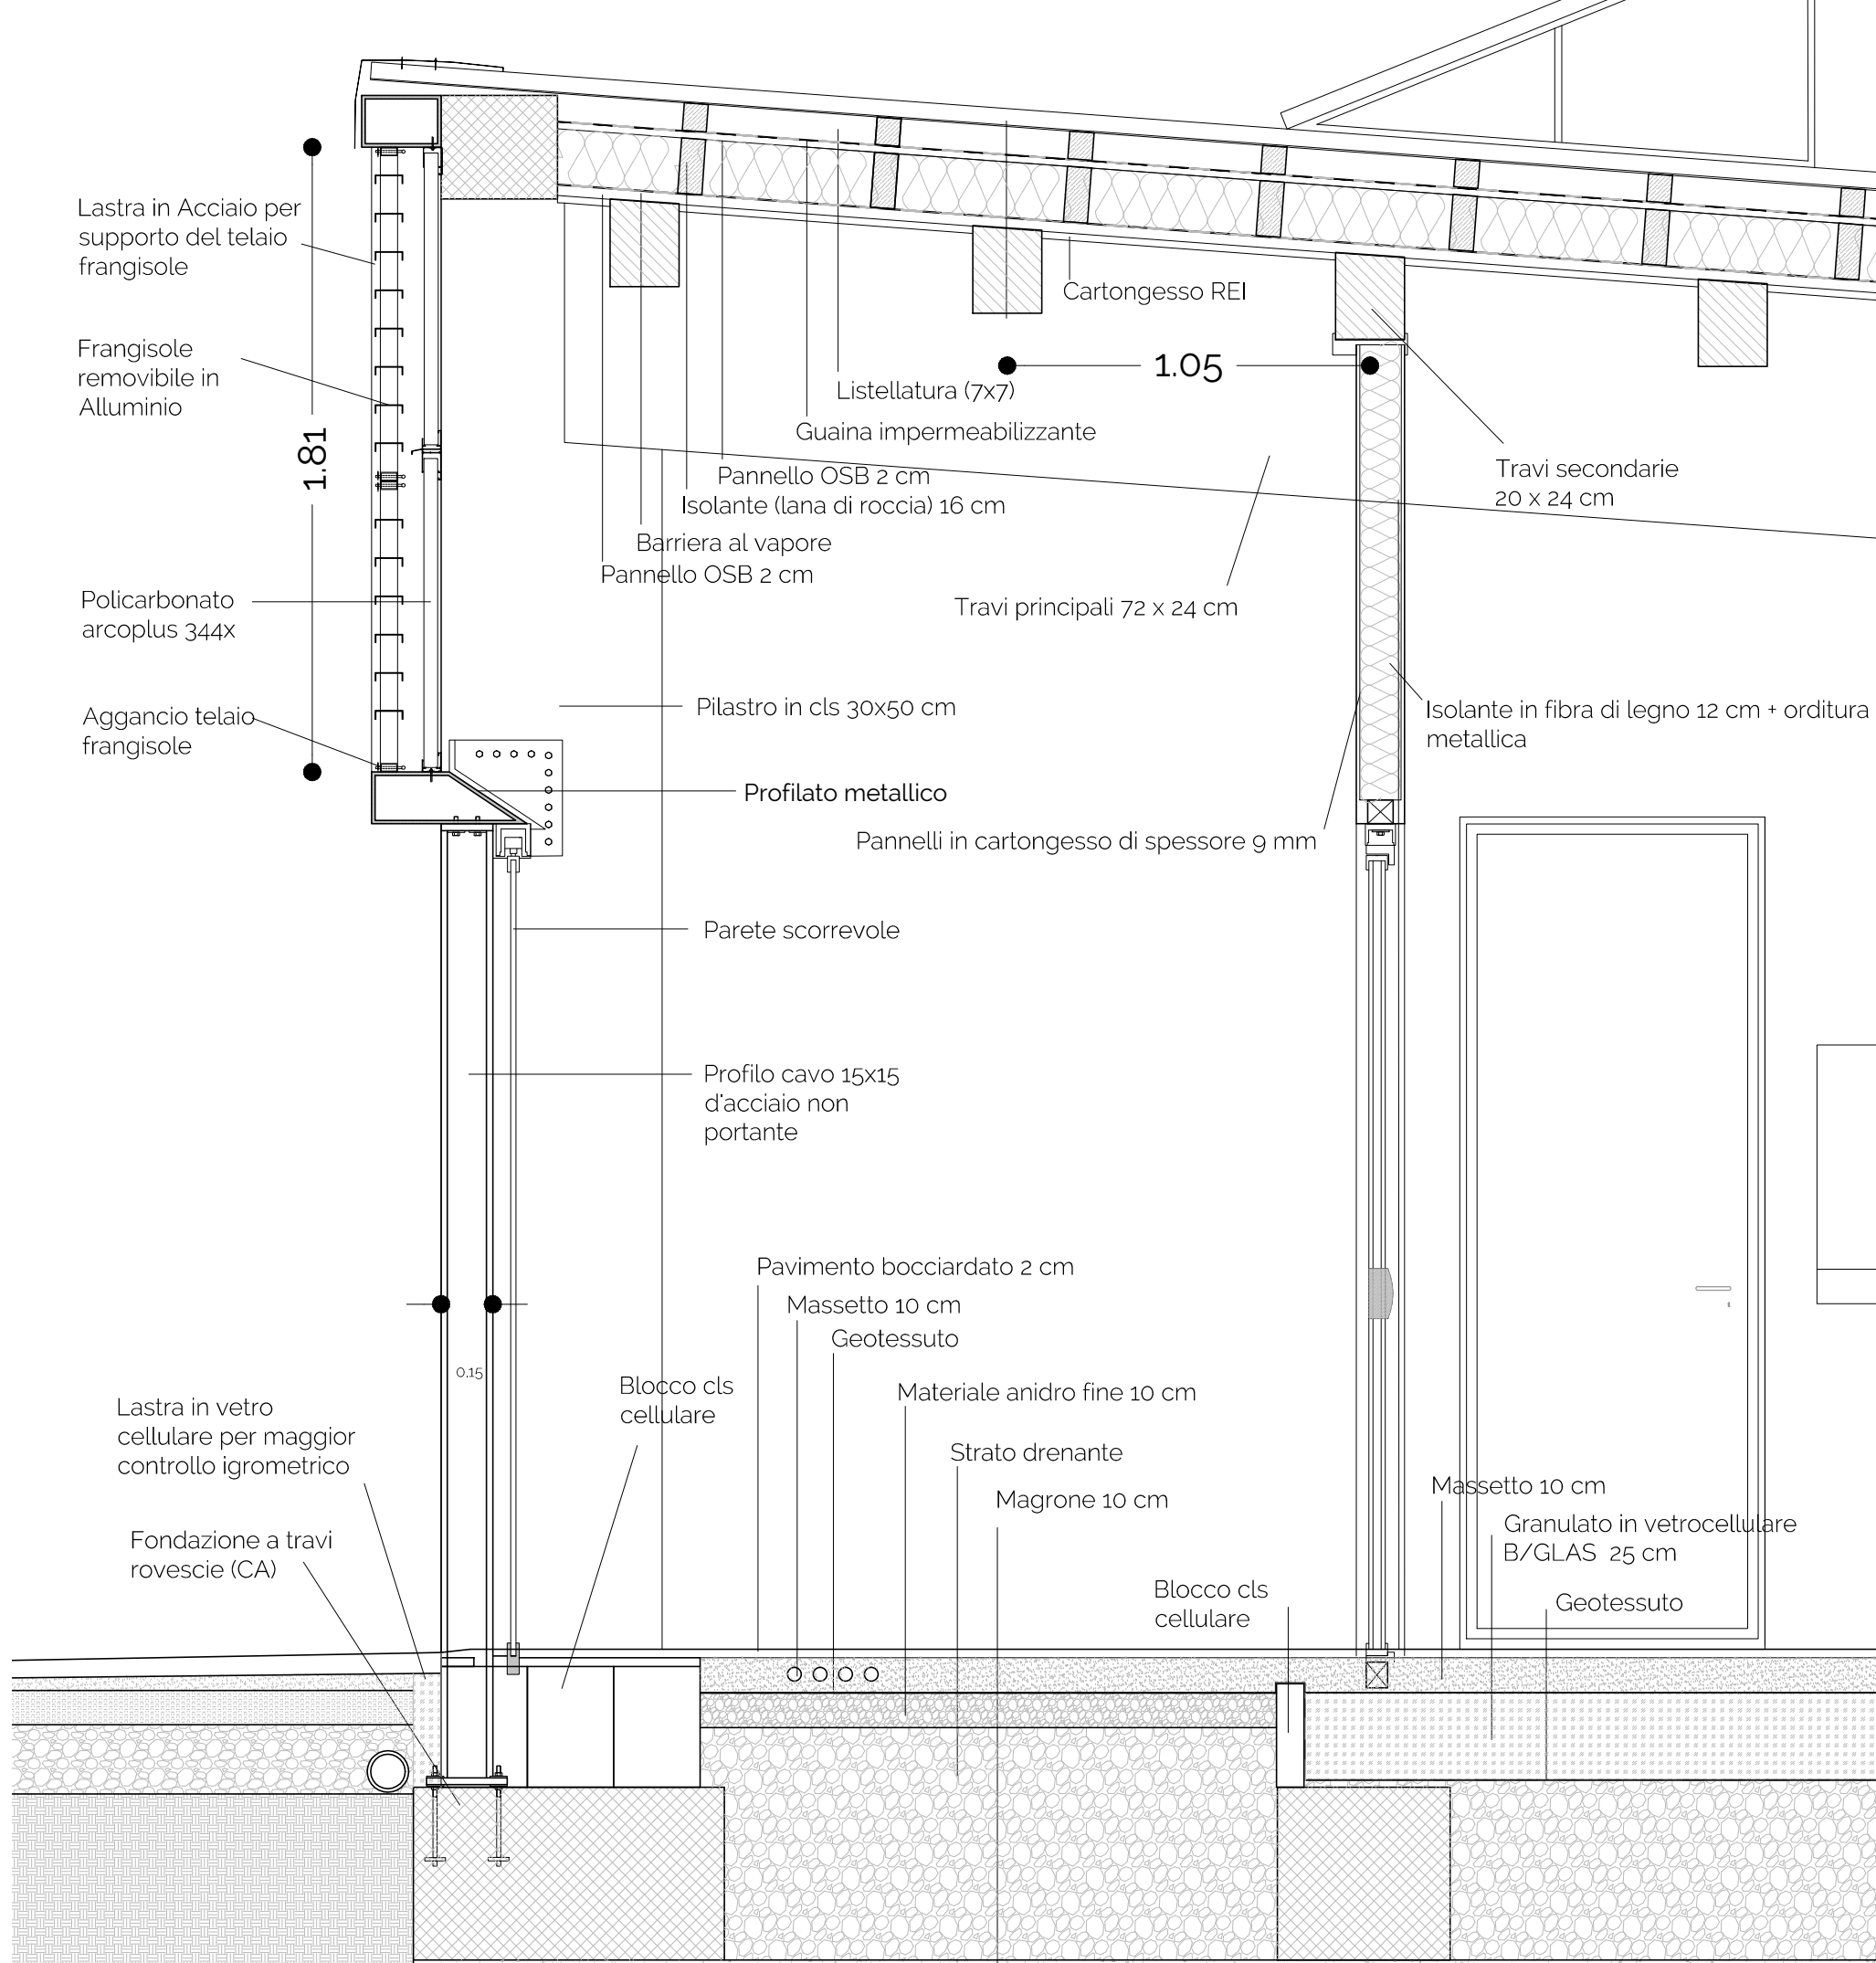 Lastra in Acciaio per
supporto del telaio
frangisole
Frangisole
removibile in
Alluminio
1.81
Policarbonato
arcoplus 344x
Aggancio telaio
frangisole
Cartongesso REI
1.05
Listellatura (7x7)
Guaina impermeabilizzante
Pannello OSB 2 cm
Isolante (lana di roccia) 16 cm
Barriera al vapore
Pannello OSB 2 cm
Travi secondarie
20 x 24 cm
Travi principali 72 x 24 cm
Pilastro in cls 30x50 cm
Isolante in fibra di legno 12 cm + orditura
metallica
Profilato metallico
Pannelli in cartongesso di spessore 9 mm
Parete scorrevole
Profilo cavo 15x15
d'acciaio non
portante
Pavimento bocciardato 2 cm
Massetto 10 cm
Geotessuto
0.15
Blocco cls
cellulare
Materiale anidro fine 10 cm
Strato drenante
Magrone 10 cm
Lastra in vetro
cellulare per maggior
controllo igrometrico
Fondazione a travi
rovescie (CA)
Massetto 10 cm
Granulato in vetrocellulare
B/GLAS 25 cm
Blocco cls
cellulare
Geotessuto